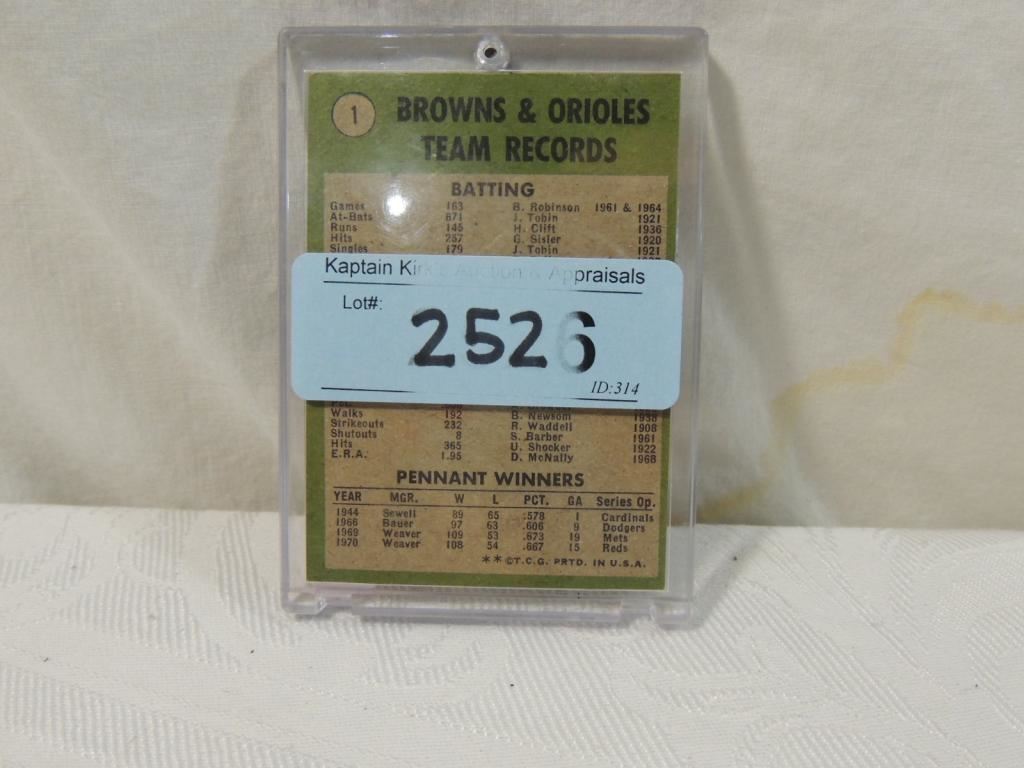 1
BROWNS & ORIOLES
TEAM RECORDS
BATTING
Games 163 B. Robinson 1961 & 1964
At-Bats 671 J. Tobin 1921
Runs 145 H. Clift 1936
Hits 257 G. Sisler 1920
Singles 179 J. Tobin 1921
Kaptain Kirk's Auction & Appraisals
Lot#:
2526
ID:314
Walks 192 B. Newsom 1938
Strikeouts 232 R. Waddell 1908
Shutouts 8 S. Barber 1961
Hits 365 U. Shocker 1922
E.R.A. 1.95 D. McNally 1968
PENNANT WINNERS
YEAR MGR. W L PCT. GA Series Op.
1944 Sewell 89 65 .578 1 Cardinals
1966 Bauer 97 63 .606 9 Dodgers
1969 Weaver 109 53 .673 19 Mets
1970 Weaver 108 54 .667 15 Reds
**©T.C.G. PRTD. IN U.S.A.